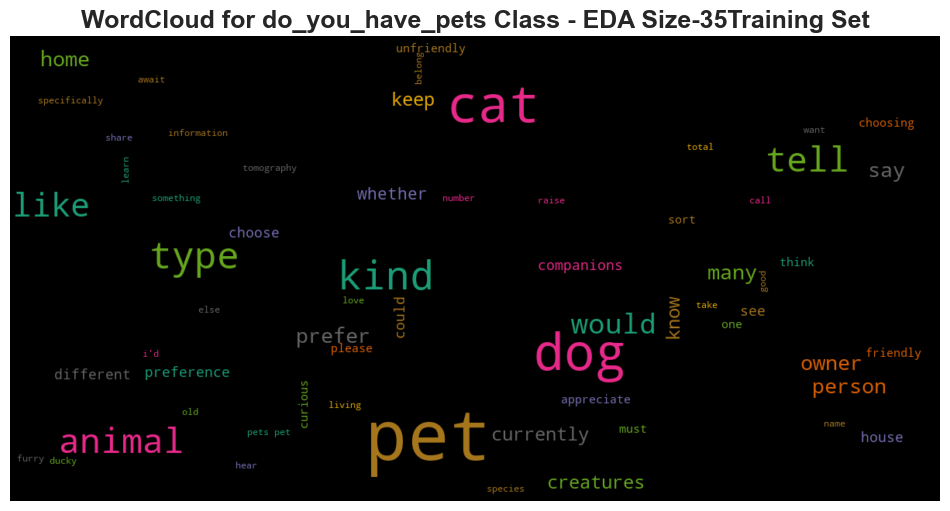 WordCloud for do_you_have_pets Class - EDA Size-35Training Set
unfriendly
home
belong
await
keep
cat
specifically
choosing
want
share
information
total
tell
say
learn
tomography
whether
something
number
raise
call
like
sort
choose
type
kind
companions
many
think
good
love
could
know
take
see
else
would
one
prefer
dog
please
i'd
friendly
owner
different
preference
person
curious
appreciate
old
living
pet
name
must
animal
pets pet
currently
house
furry
ducky
hear
creatures
species